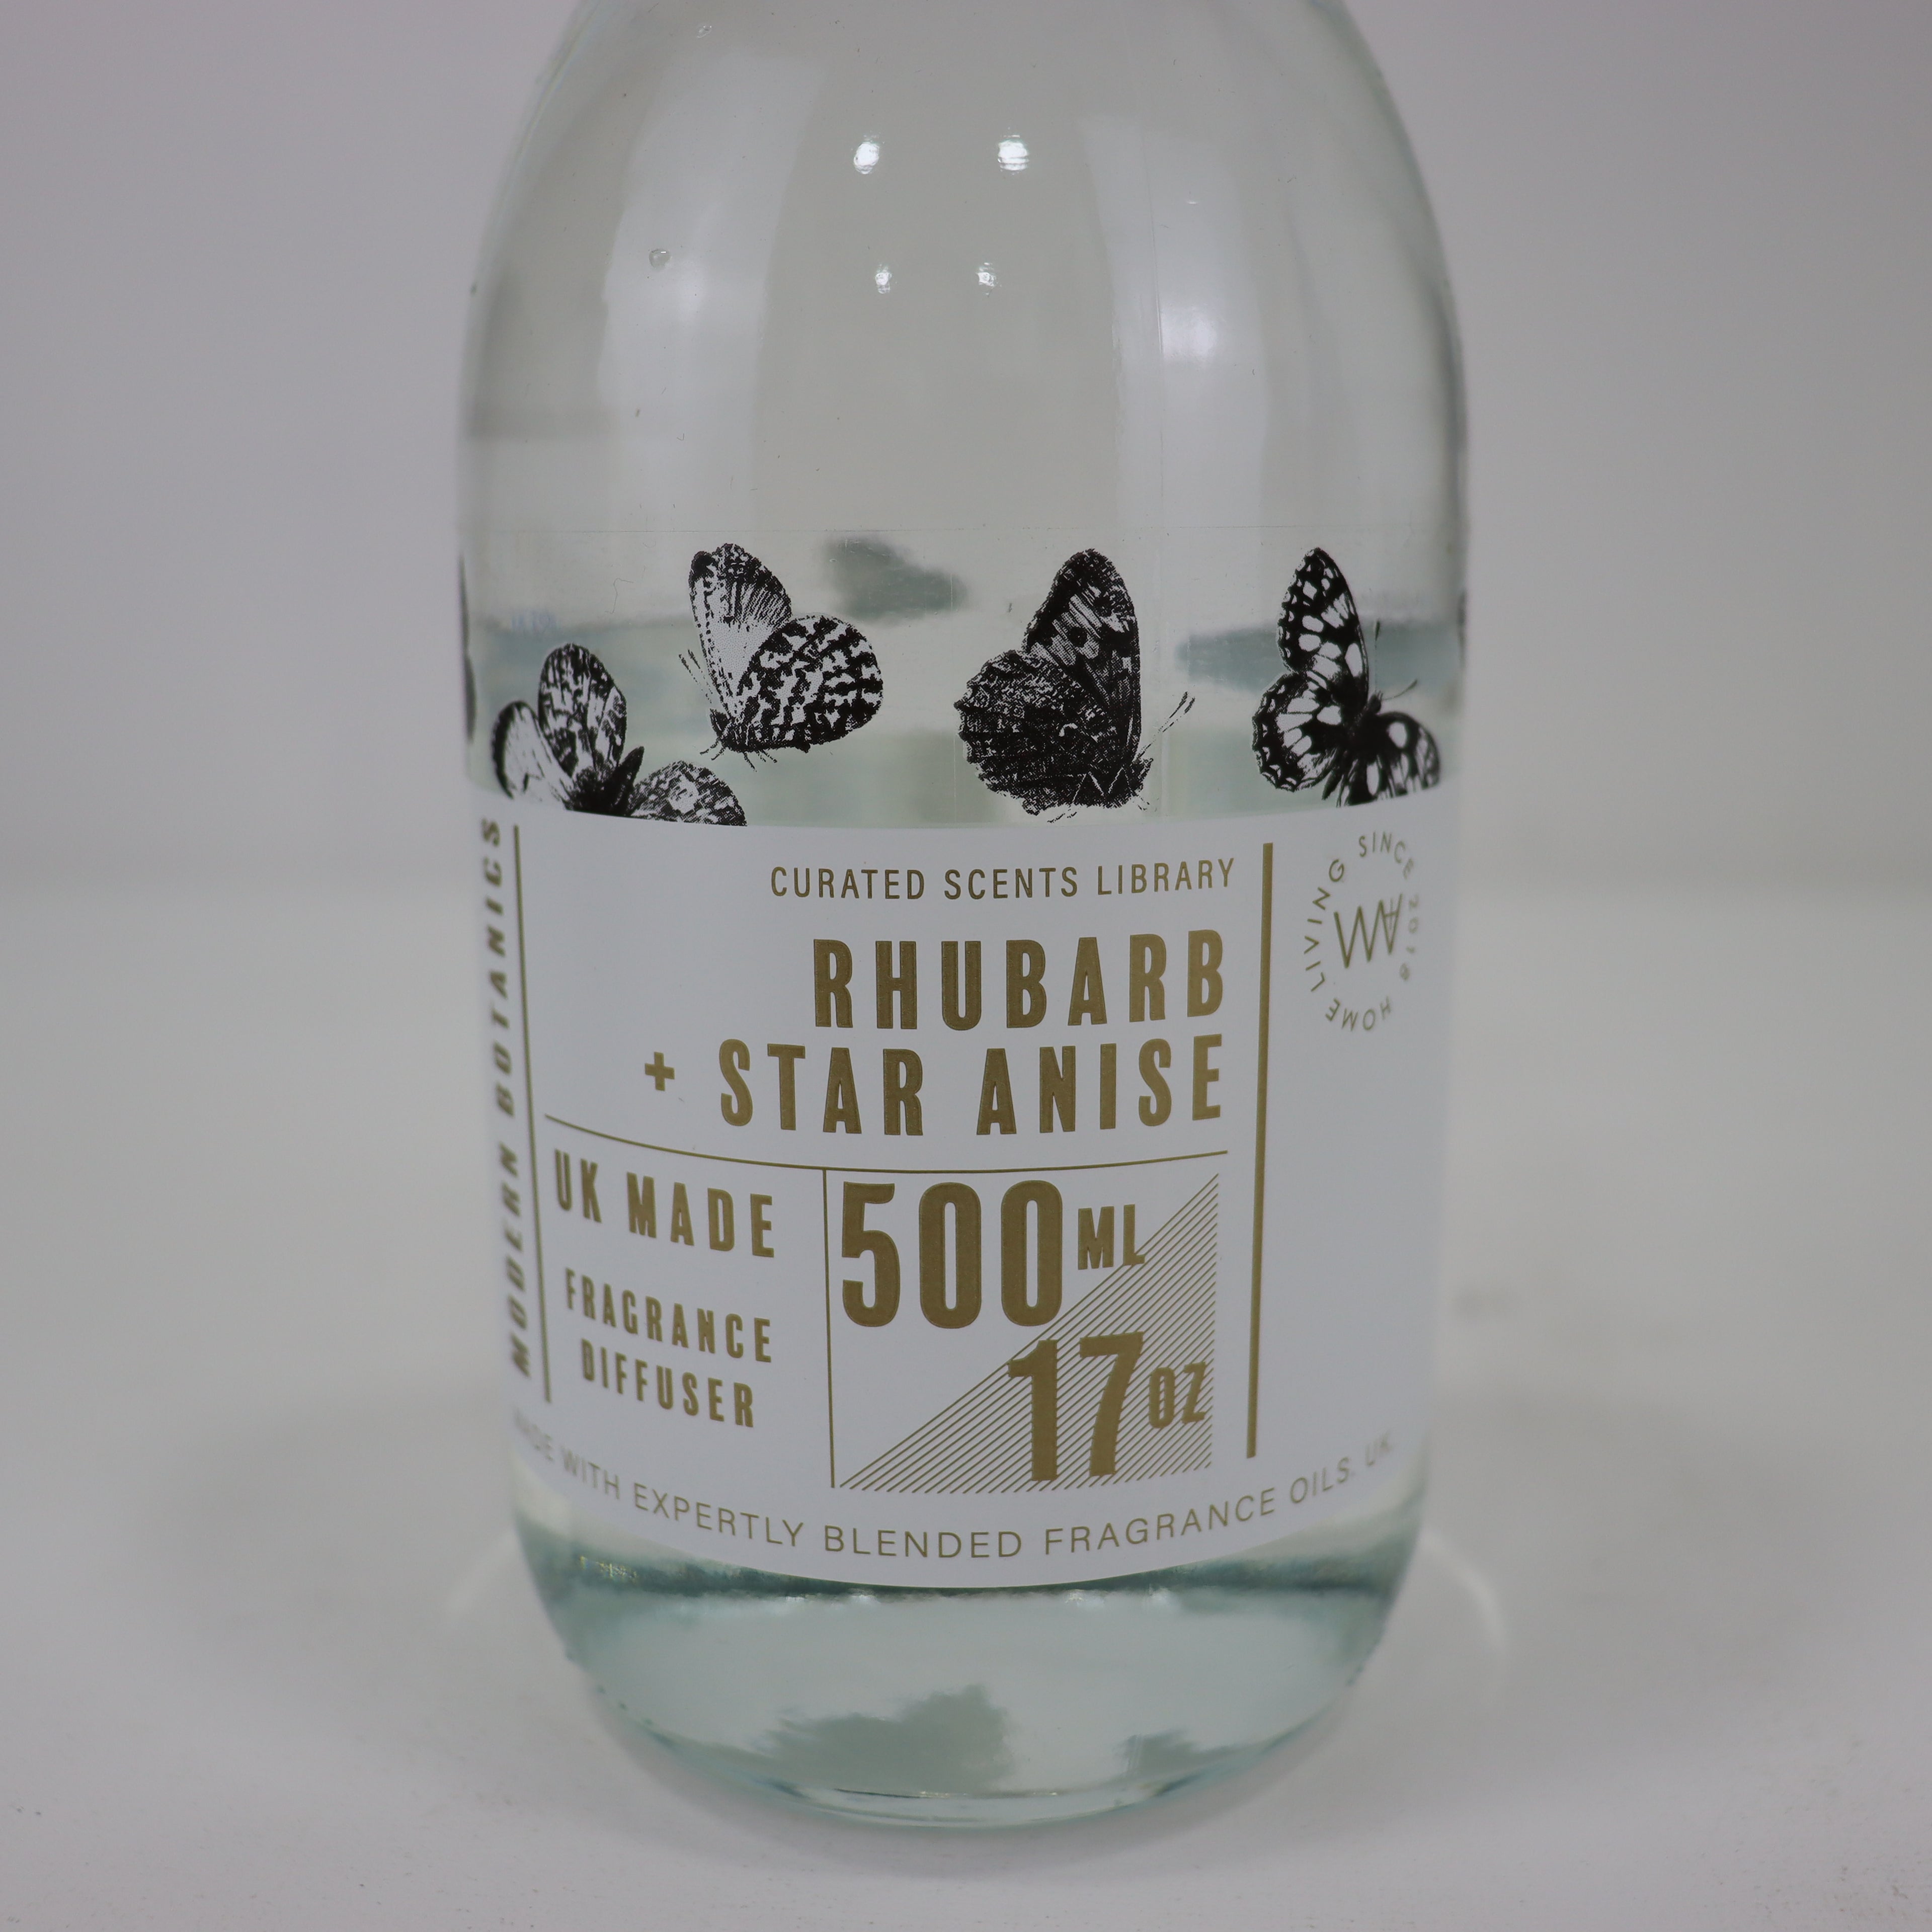 MODERN BOTANICS
CURATED SCENTS LIBRARY
RHUBARB
+ STAR ANISE
UK MADE
FRAGRANCE
DIFFUSER
500ML
17OZ
HOME LIVING SINCE
MADE WITH EXPERTLY BLENDED FRAGRANCE OILS. UK.